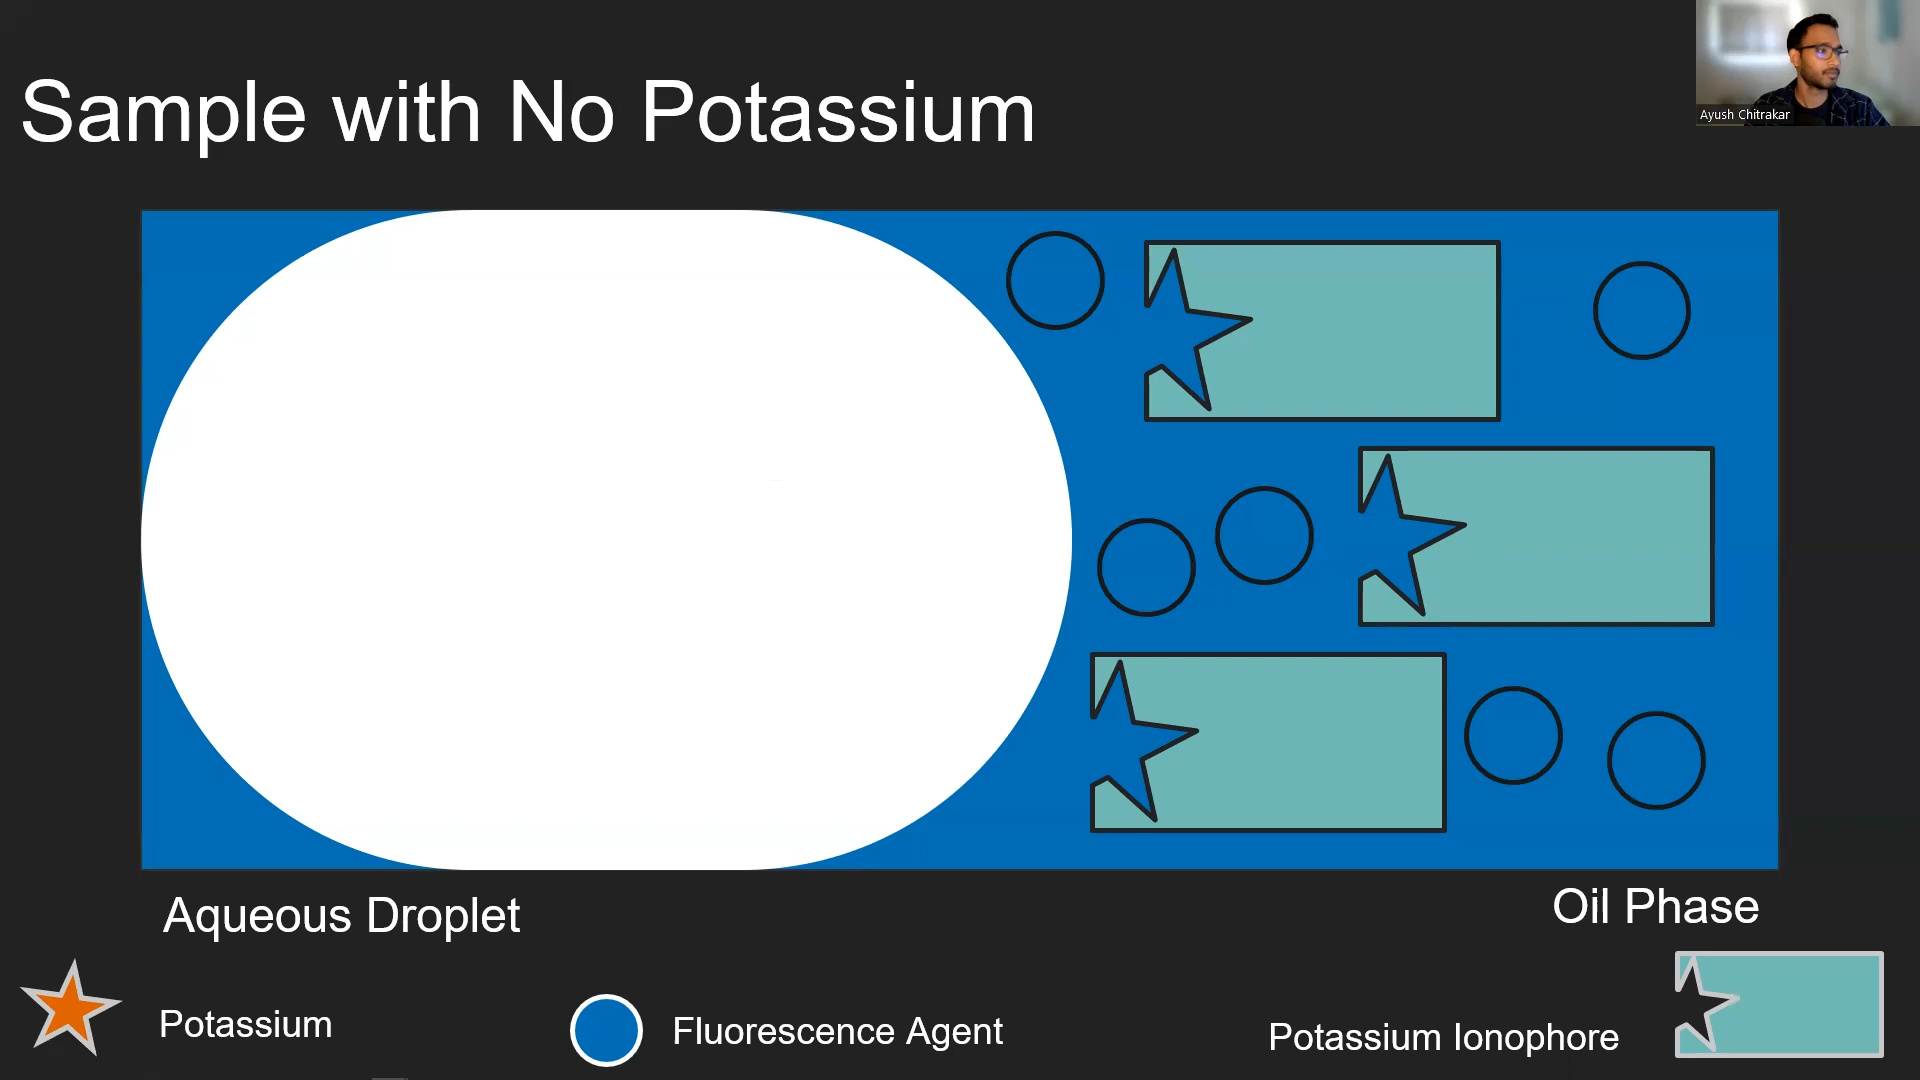 Sample with No Potassium
Ayush Chitrakar
Aqueous Droplet
Oil Phase
Potassium
Fluorescence Agent
Potassium Ionophore